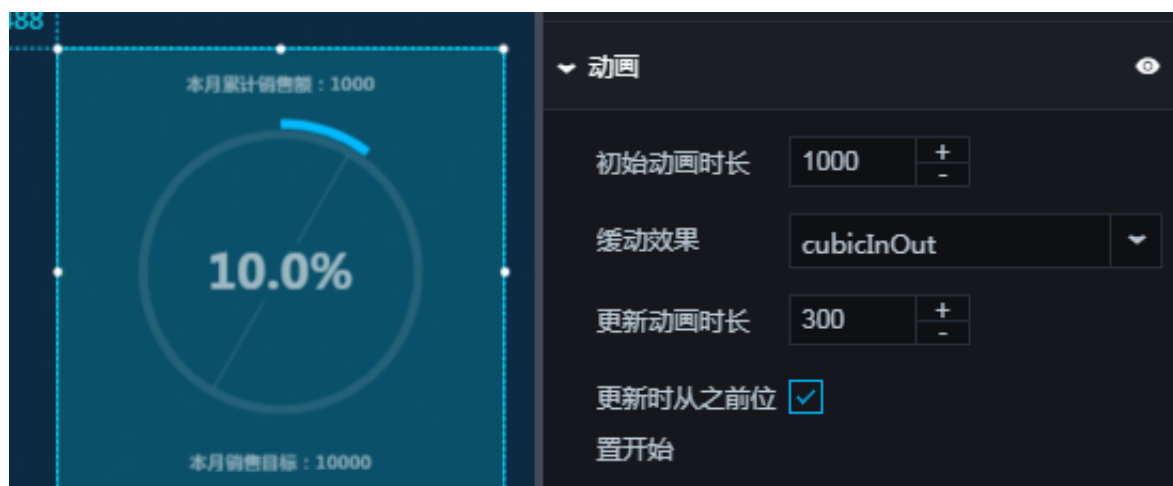 488
本月累计销售额：1000
10.0%
本月销售目标：10000
动画
初始动画时长 1000 + -
缓动效果 cubicInOut
更新动画时长 300 + -
更新时从之前位
置开始